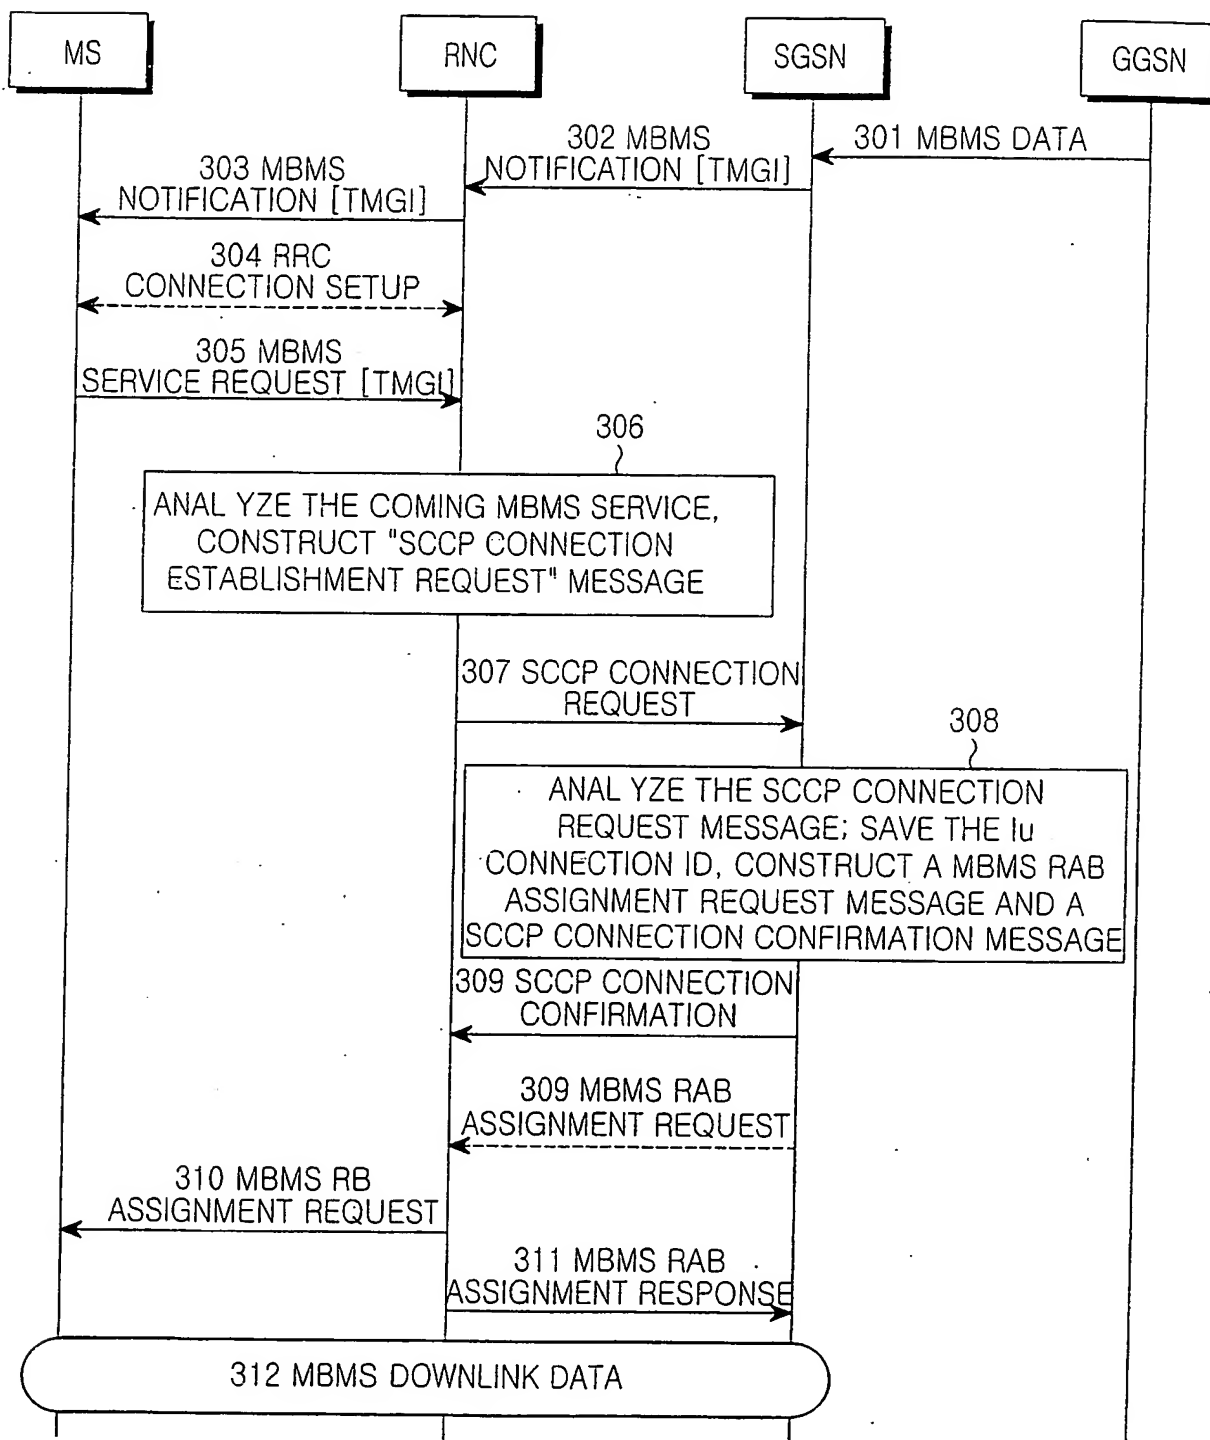 MS
RNC
SGSN
GGSN
301 MBMS DATA
302 MBMS
NOTIFICATION [TMGI]
303 MBMS
NOTIFICATION [TMGI]
304 RRC
CONNECTION SETUP
305 MBMS
SERVICE REQUEST [TMGI]
306
ANAL YZE THE COMING MBMS SERVICE,
CONSTRUCT "SCCP CONNECTION
ESTABLISHMENT REQUEST" MESSAGE
307 SCCP CONNECTION
REQUEST
308
ANAL YZE THE SCCP CONNECTION
REQUEST MESSAGE; SAVE THE Iu
CONNECTION ID, CONSTRUCT A MBMS RAB
ASSIGNMENT REQUEST MESSAGE AND A
SCCP CONNECTION CONFIRMATION MESSAGE
309 SCCP CONNECTION
CONFIRMATION
309 MBMS RAB
ASSIGNMENT REQUEST
310 MBMS RB
ASSIGNMENT REQUEST
311 MBMS RAB
ASSIGNMENT RESPONSE
312 MBMS DOWNLINK DATA